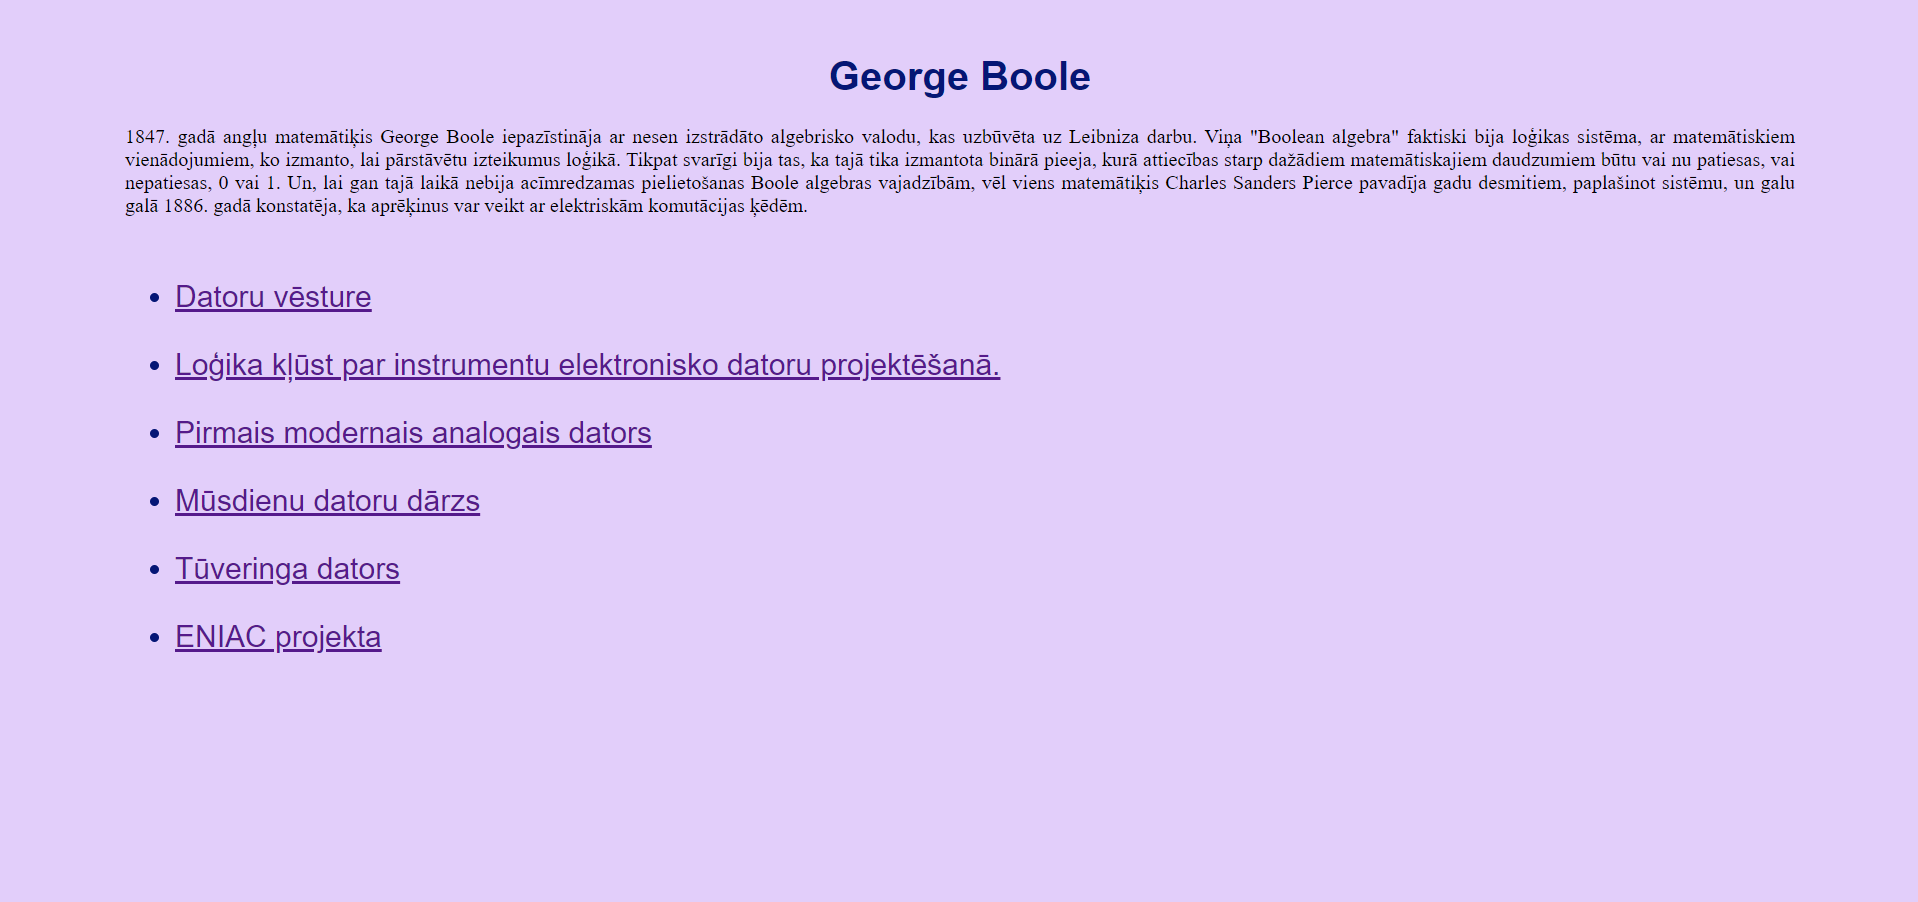 George Boole
1847. gadā angļu matemātiķis George Boole iepazīstināja ar nesen izstrādāto algebrisko valodu, kas uzbūvēta uz Leibniza darbu. Viņa "Boolean algebra" faktiski bija loģikas sistēma, ar matemātiskiem
vienādojumiem, ko izmanto, lai pārstāvētu izteikumus loģikā. Tikpat svarīgi bija tas, ka tajā tika izmantota binārā pieeja, kurā attiecības starp dažādiem matemātiskajiem daudzumiem būtu vai nu patiesas, vai
nepatiesas, 0 vai 1. Un, lai gan tajā laikā nebija acīmredzamas pielietošanas Boole algebras vajadzībām, vēl viens matemātiķis Charles Sanders Pierce pavadīja gadu desmitiem, paplašinot sistēmu, un galu
galā 1886. gadā konstatēja, ka aprēķinus var veikt ar elektriskām komutācijas ķēdēm.
Datoru vēsture
Loģika kļūst par instrumentu elektronisko datoru projektēšanā.
Pirmais modernais analogais dators
Mūsdienu datoru dārzs
Tūveringa dators
ENIAC projekta